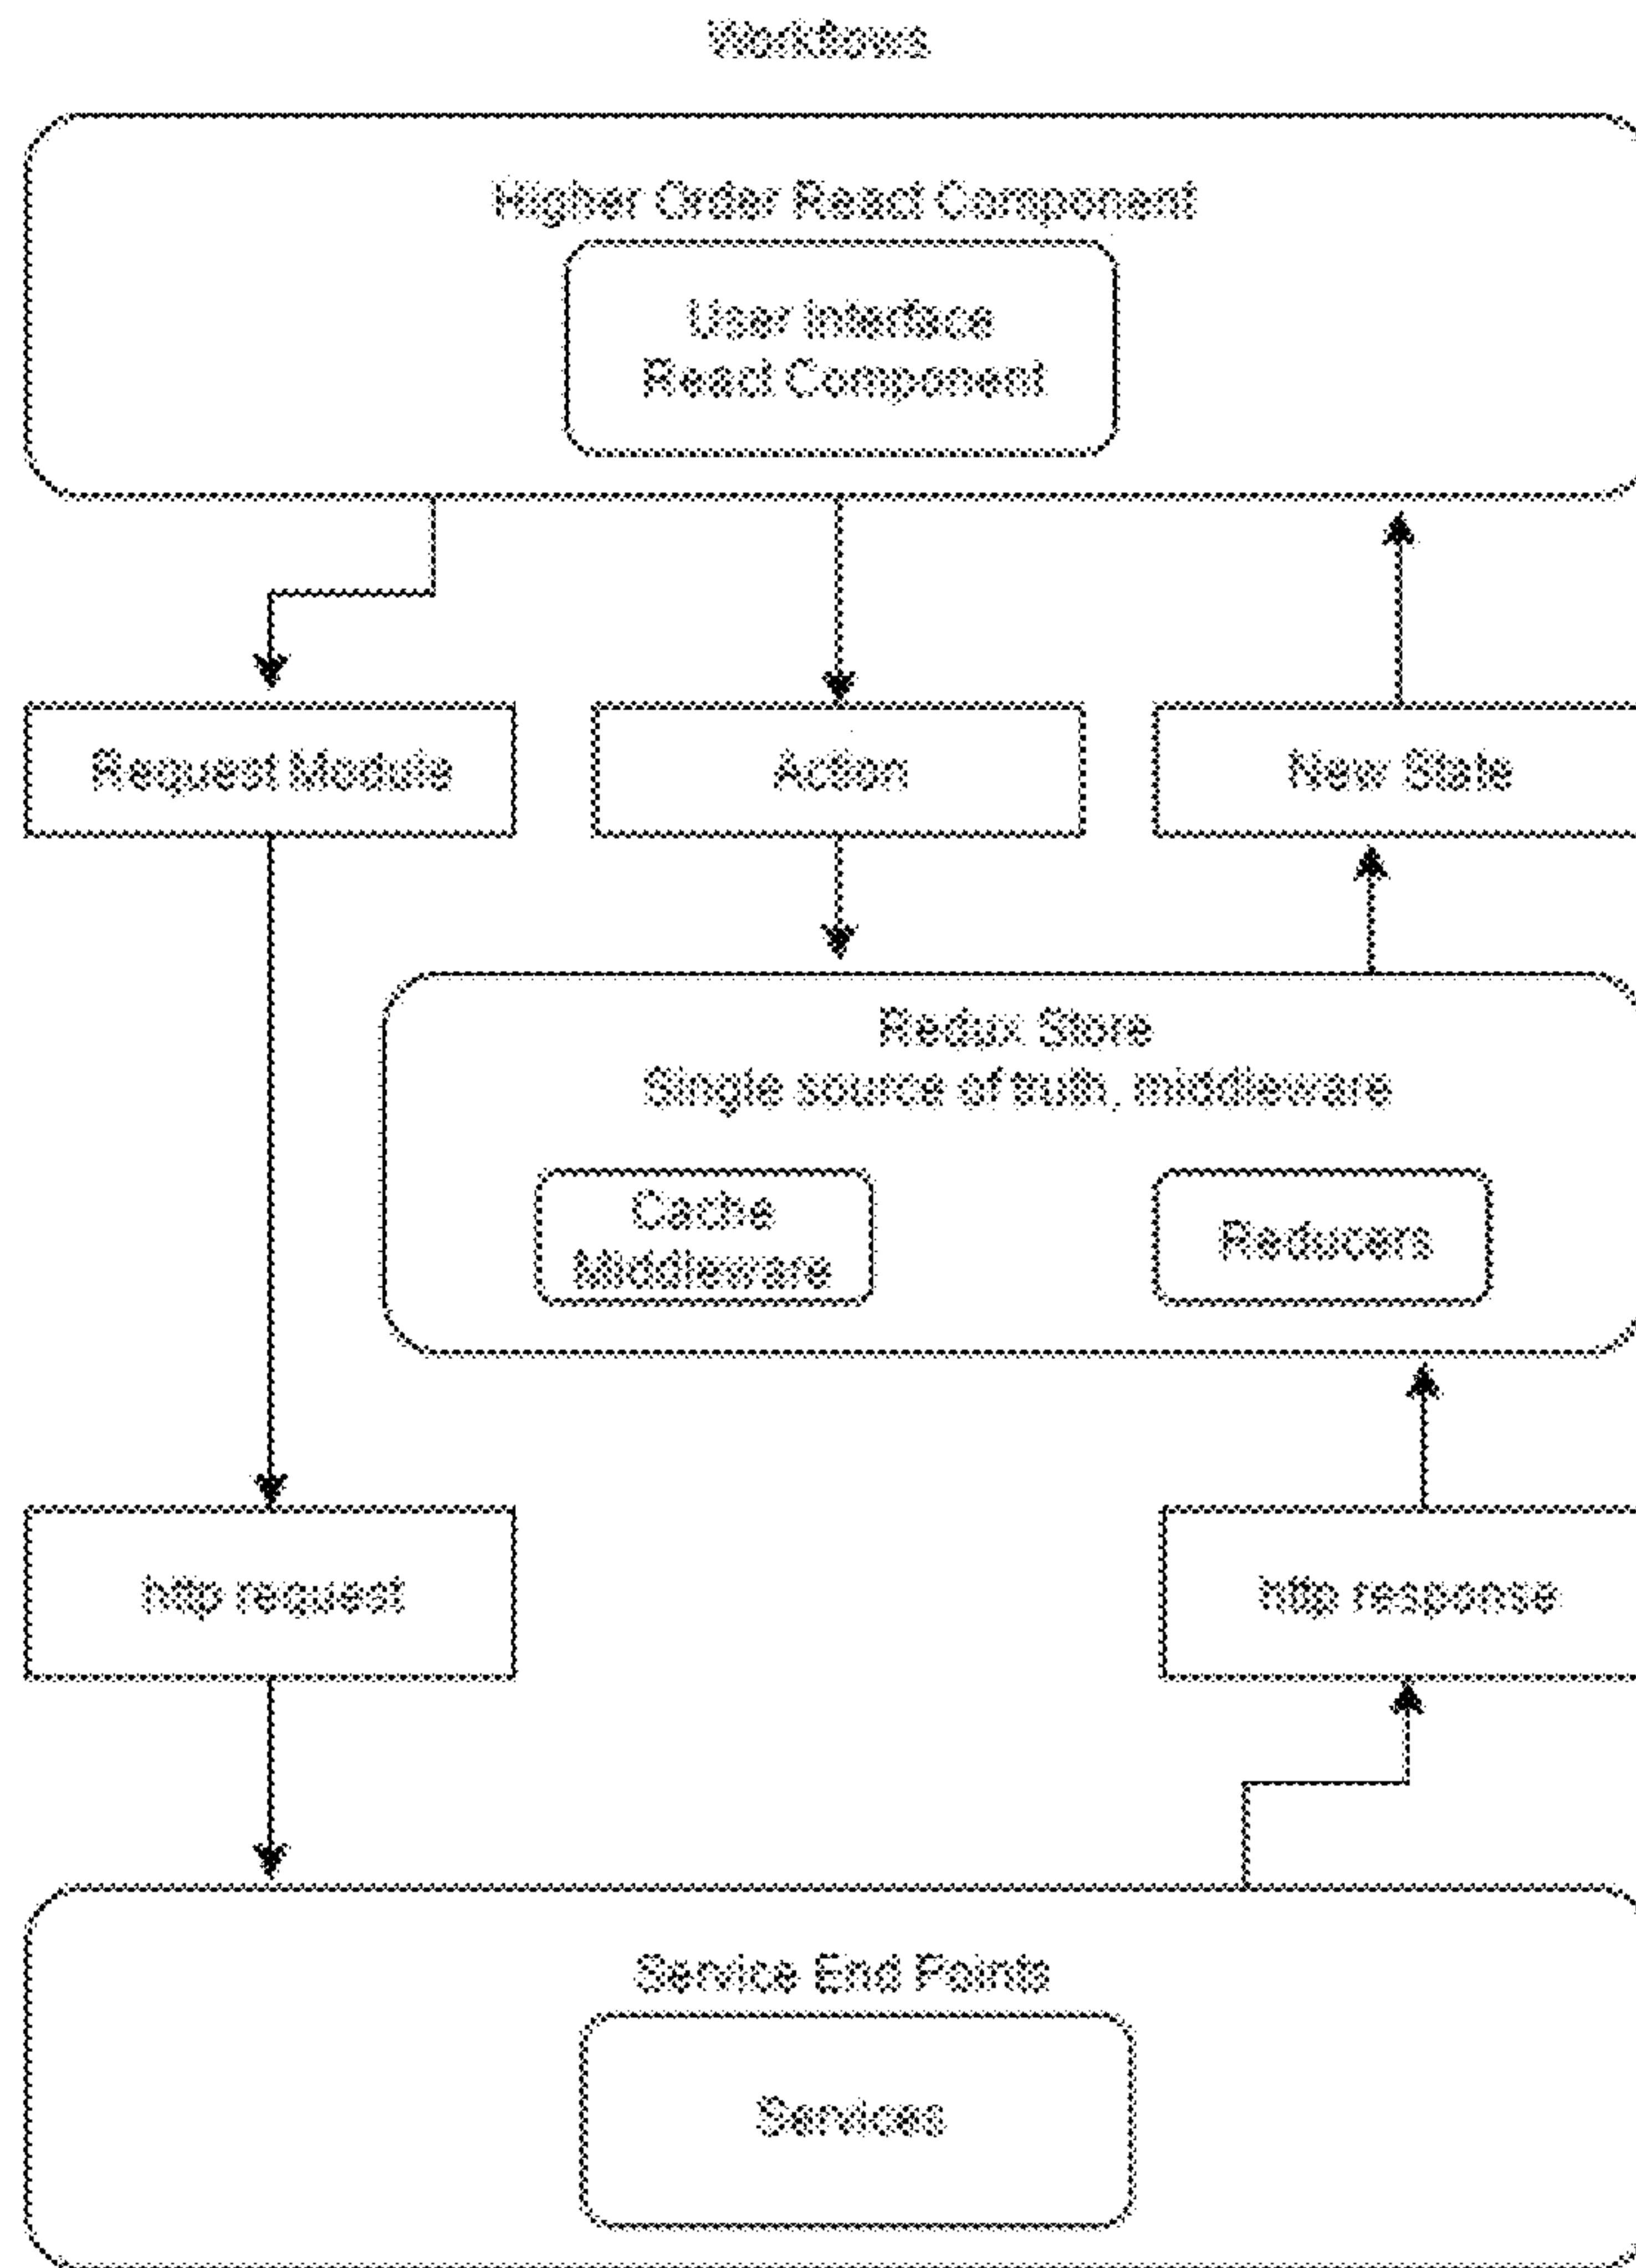 Workflows
Higher Order React Component
User Interface
React Component
Request Module
Action
New State
Redux Store
Single source of truth, middleware
Cache
Middleware
Reducers
http request
http response
Service End Points
Services